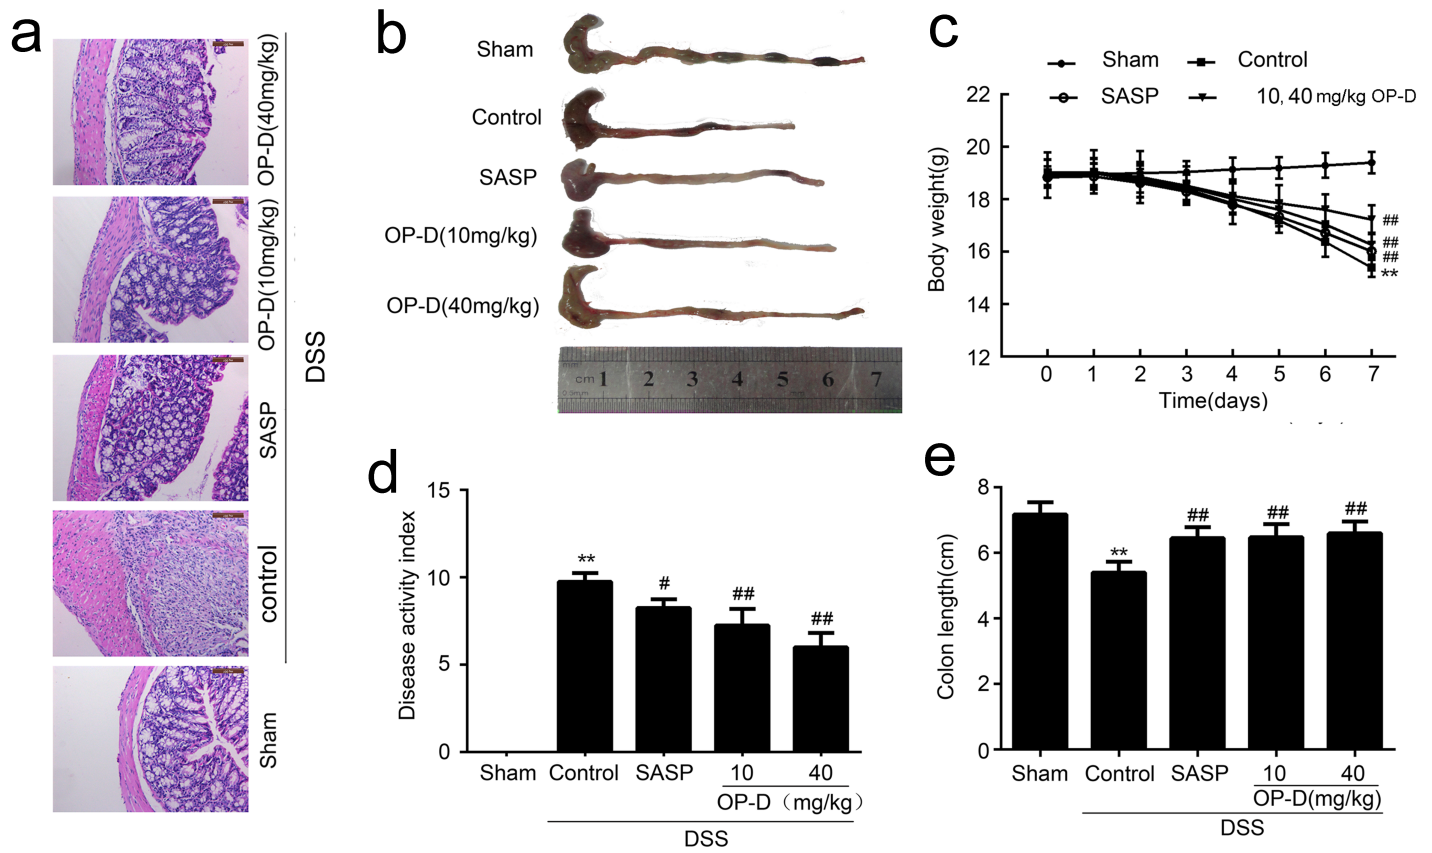 a
OP-D(40mg/kg)
OP-D(10mg/kg)
SASP
control
Sham
DSS
b
Sham
Control
SASP
OP-D(10mg/kg)
OP-D(40mg/kg)
cm 1 2 3 4 5 6 7
c
Sham Control
SASP 10, 40 mg/kg OP-D
Body weight(g)
22
20
18
16
14
12
##
##
##
**
0 1 2 3 4 5 6 7
Time(days)
d
Disease activity index
15
10
5
0
** # ## ##
Sham Control SASP 10 40
OP-D (mg/kg)
DSS
e
Colon length(cm)
8
6
4
2
0
** ## ## ##
Sham Control SASP 10 40
OP-D(mg/kg)
DSS